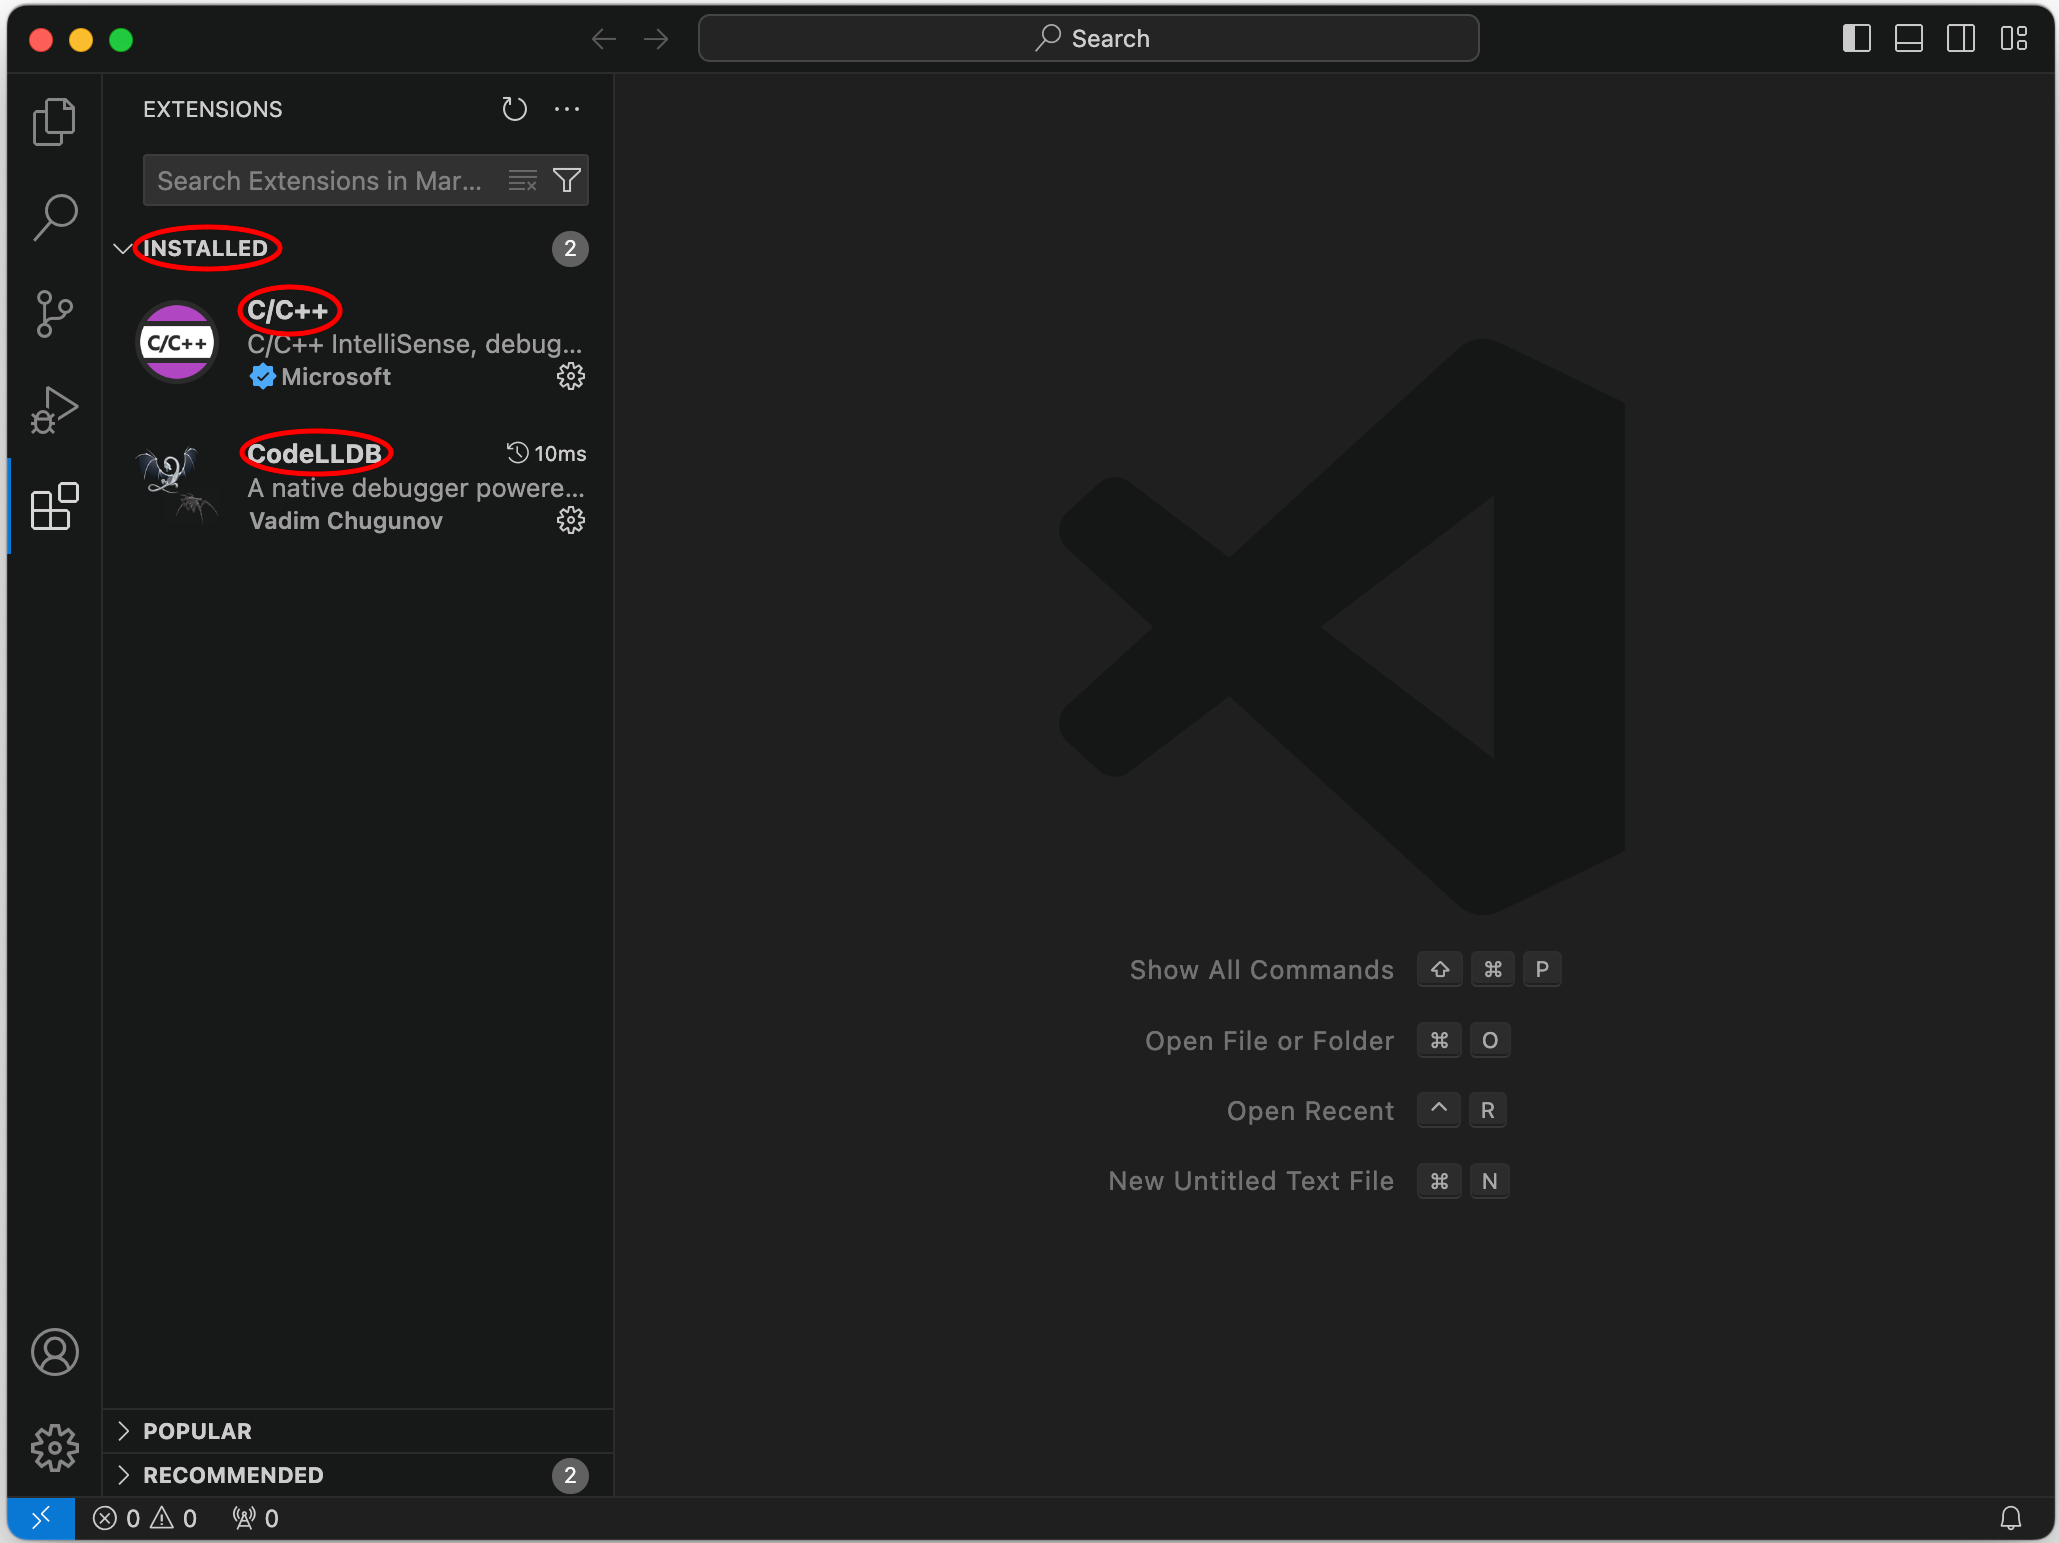 Search
EXTENSIONS
Search Extensions in Mar...
INSTALLED 2
C/C++
C/C++
C/C++ IntelliSense, debug...
Microsoft
CodeLLDB 10ms
A native debugger powere...
Vadim Chugunov
Show All Commands ⇧ ⌘ P
Open File or Folder ⌘ O
Open Recent ^ R
New Untitled Text File ⌘ N
POPULAR
RECOMMENDED 2
0 0 0